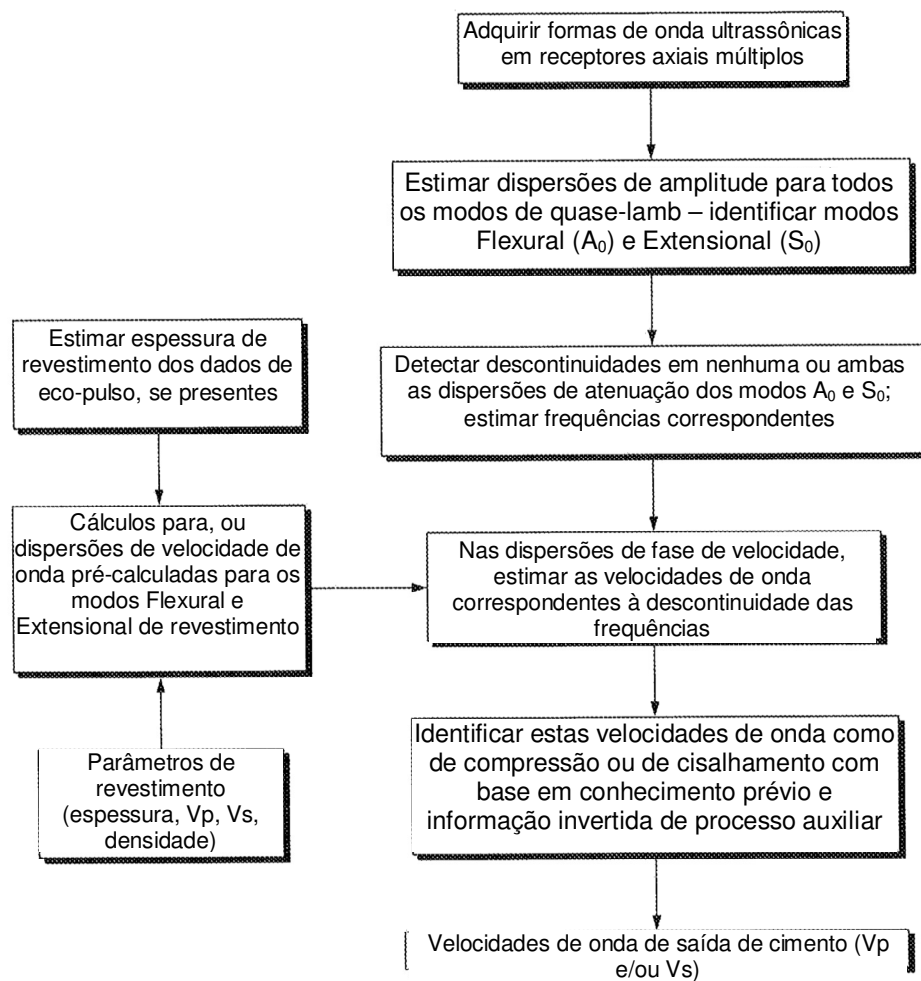 Adquirir formas de onda ultrassônicas
em receptores axiais múltiplos
Estimar dispersões de amplitude para todos
os modos de quase-lamb – identificar modos
Flexural (A₀) e Extensional (S₀)
Estimar espessura de
revestimento dos dados de
eco-pulso, se presentes
Detectar descontinuidades em nenhuma ou ambas
as dispersões de atenuação dos modos A₀ e S₀;
estimar frequências correspondentes
Cálculos para, ou
dispersões de velocidade de
onda pré-calculadas para os
modos Flexural e
Extensional de revestimento
Nas dispersões de fase de velocidade,
estimar as velocidades de onda
correspondentes à descontinuidade das
frequências
Parâmetros de
revestimento
(espessura, Vp, Vs,
densidade)
Identificar estas velocidades de onda como
de compressão ou de cisalhamento com
base em conhecimento prévio e
informação invertida de processo auxiliar
Velocidades de onda de saída de cimento (Vp
e/ou Vs)